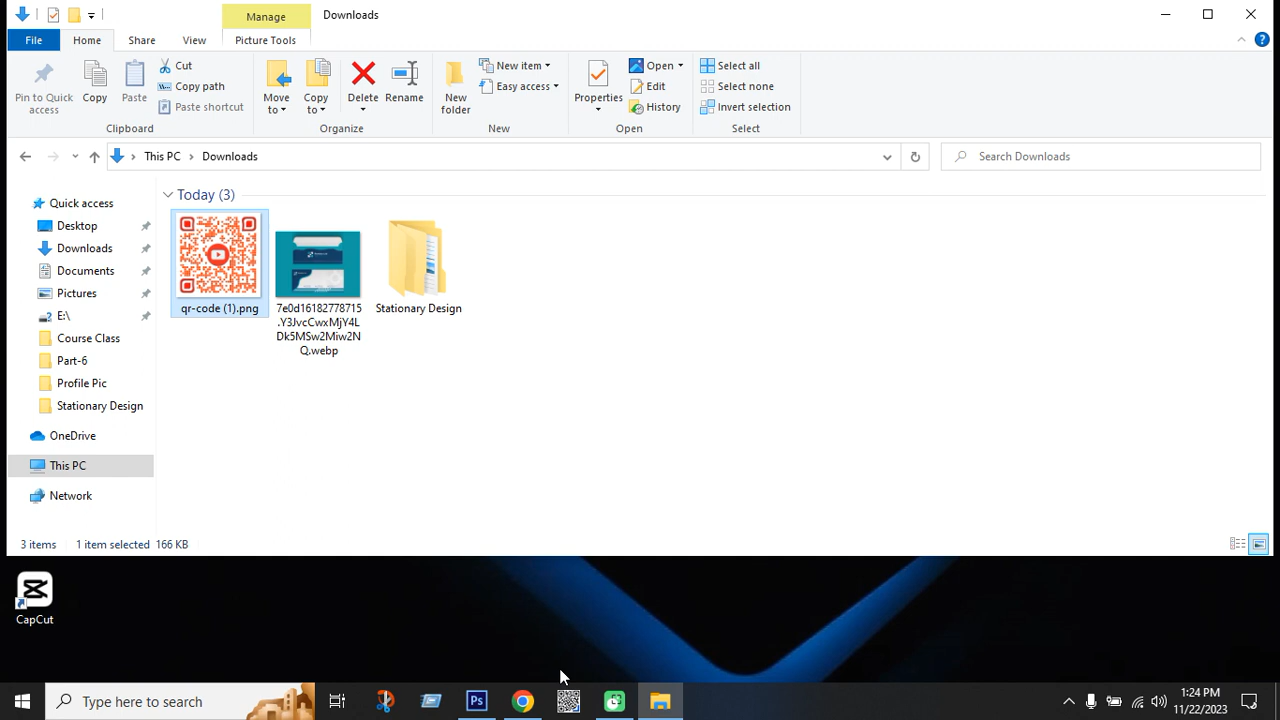 Manage
Downloads
File
Home
Share
View
Picture Tools
Pin to Quick
access
Copy
Paste
Cut
Copy path
Paste shortcut
Clipboard
Move
to
Copy
to
Delete
Rename
Organize
New
folder
New item
Easy access
New
Properties
Open
Edit
History
Open
Select all
Select none
Invert selection
Select
This PC
Downloads
Search Downloads
Quick access
Desktop
Downloads
Documents
Pictures
E:\
Course Class
Part-6
Profile Pic
Stationary Design
OneDrive
This PC
Network
Today (3)
qr-code (1).png
7e0d16182778715
.Y3JvcCwxMjY4L
Dk5MSw2Miw2N
Q.webp
Stationary Design
3 items
1 item selected 166 KB
CapCut
Type here to search
Ps
1:24 PM
11/22/2023